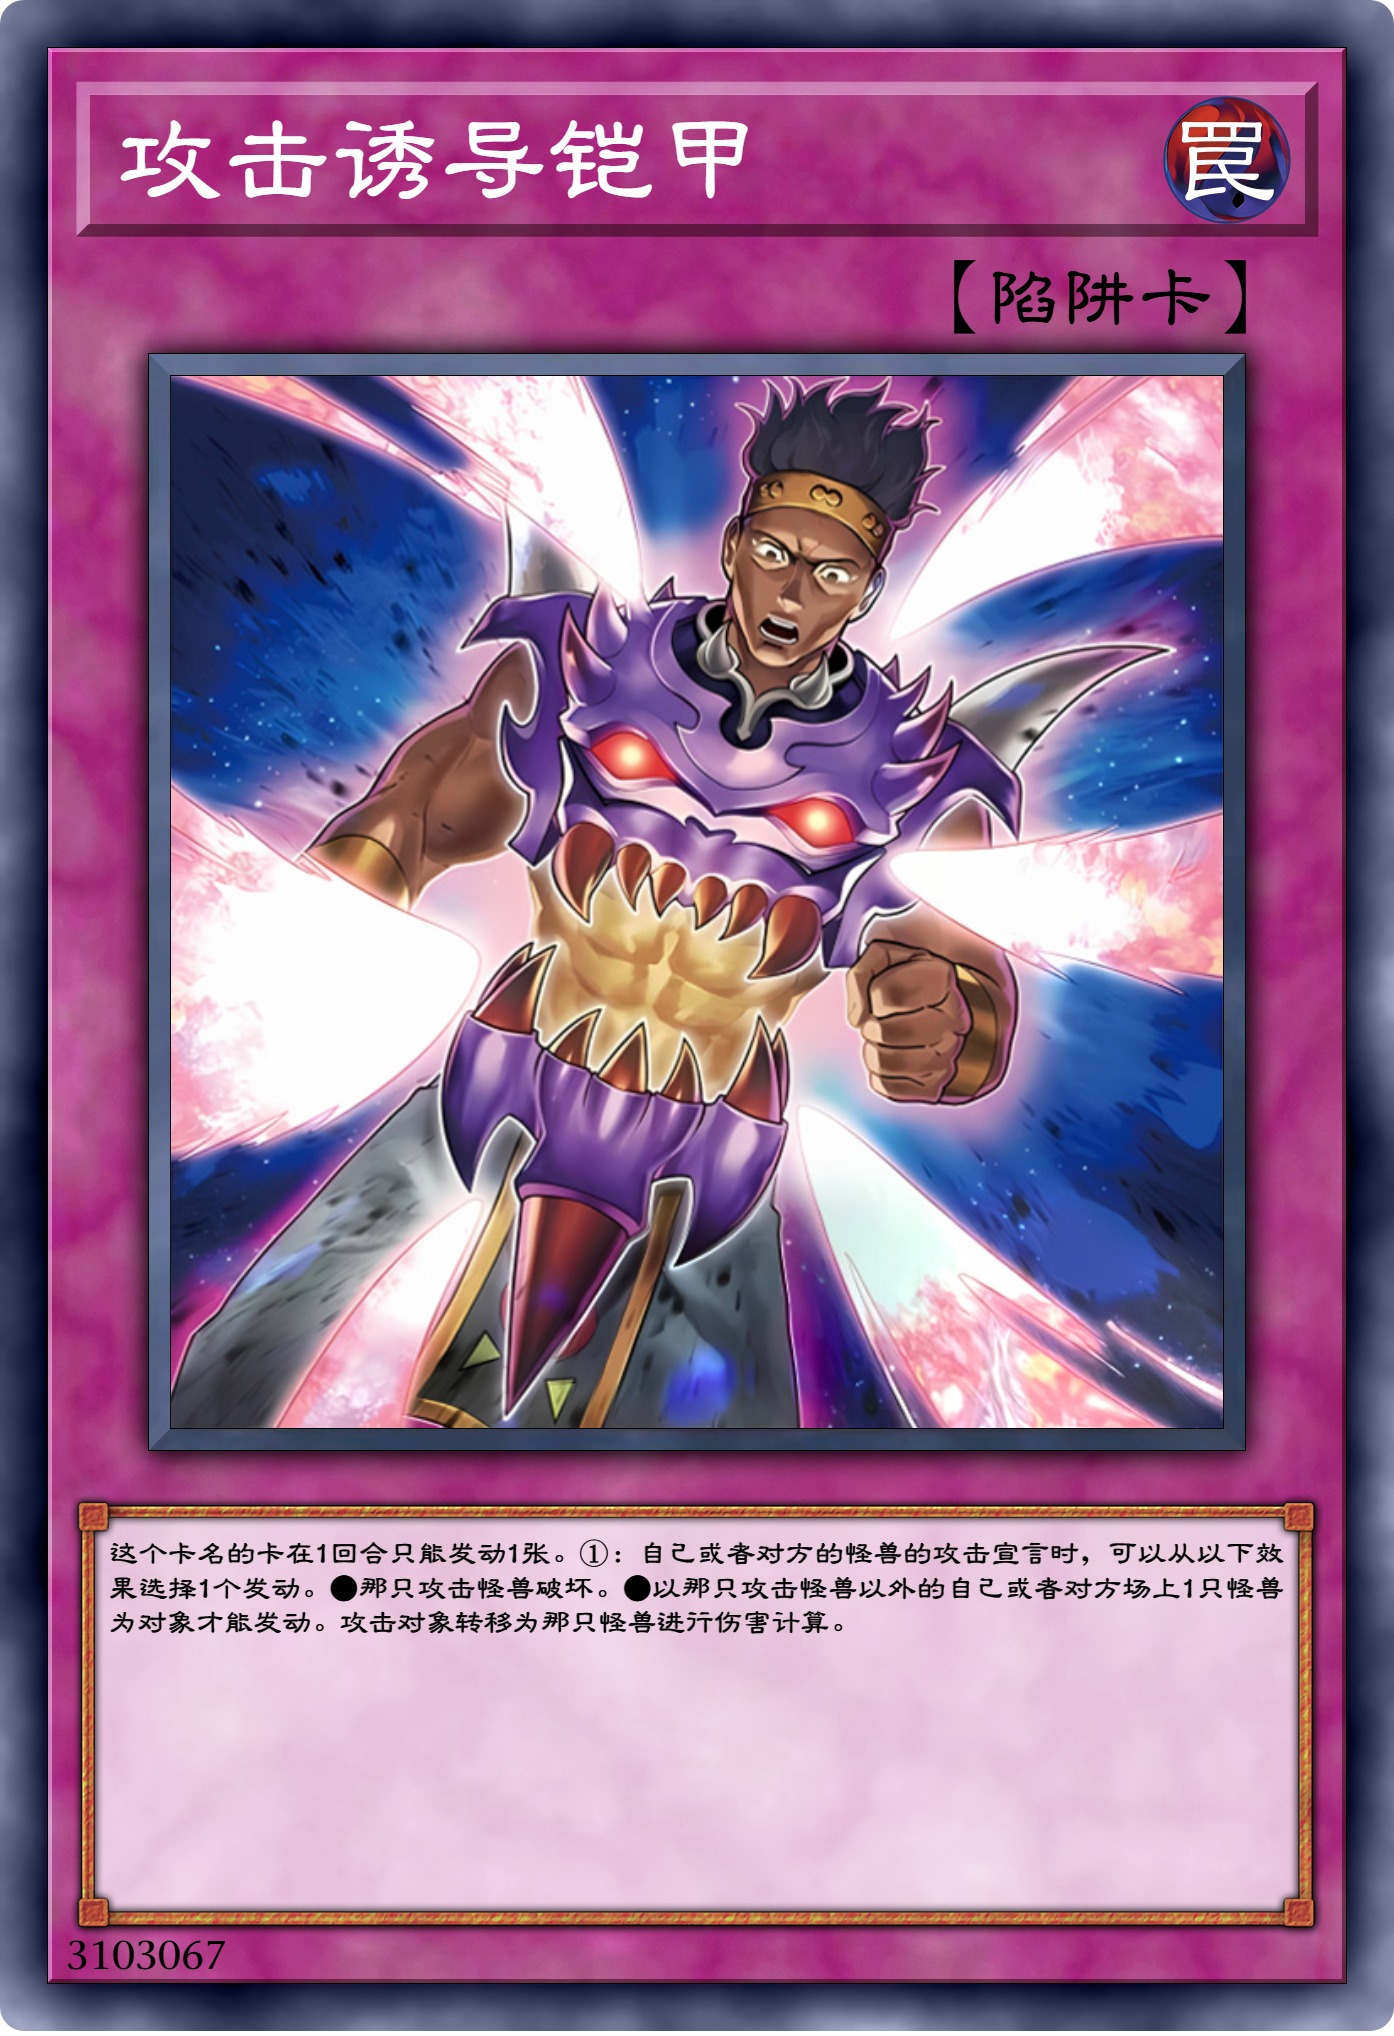 攻击诱导铠甲
罠
【陷阱卡】
这个卡名的卡在1回合只能发动1张。①：自己或者对方的怪兽的攻击宣言时，可以从以下效
果选择1个发动。●那只攻击怪兽破坏。●以那只攻击怪兽以外的自己或者对方场上1只怪兽
为对象才能发动。攻击对象转移为那只怪兽进行伤害计算。
3103067